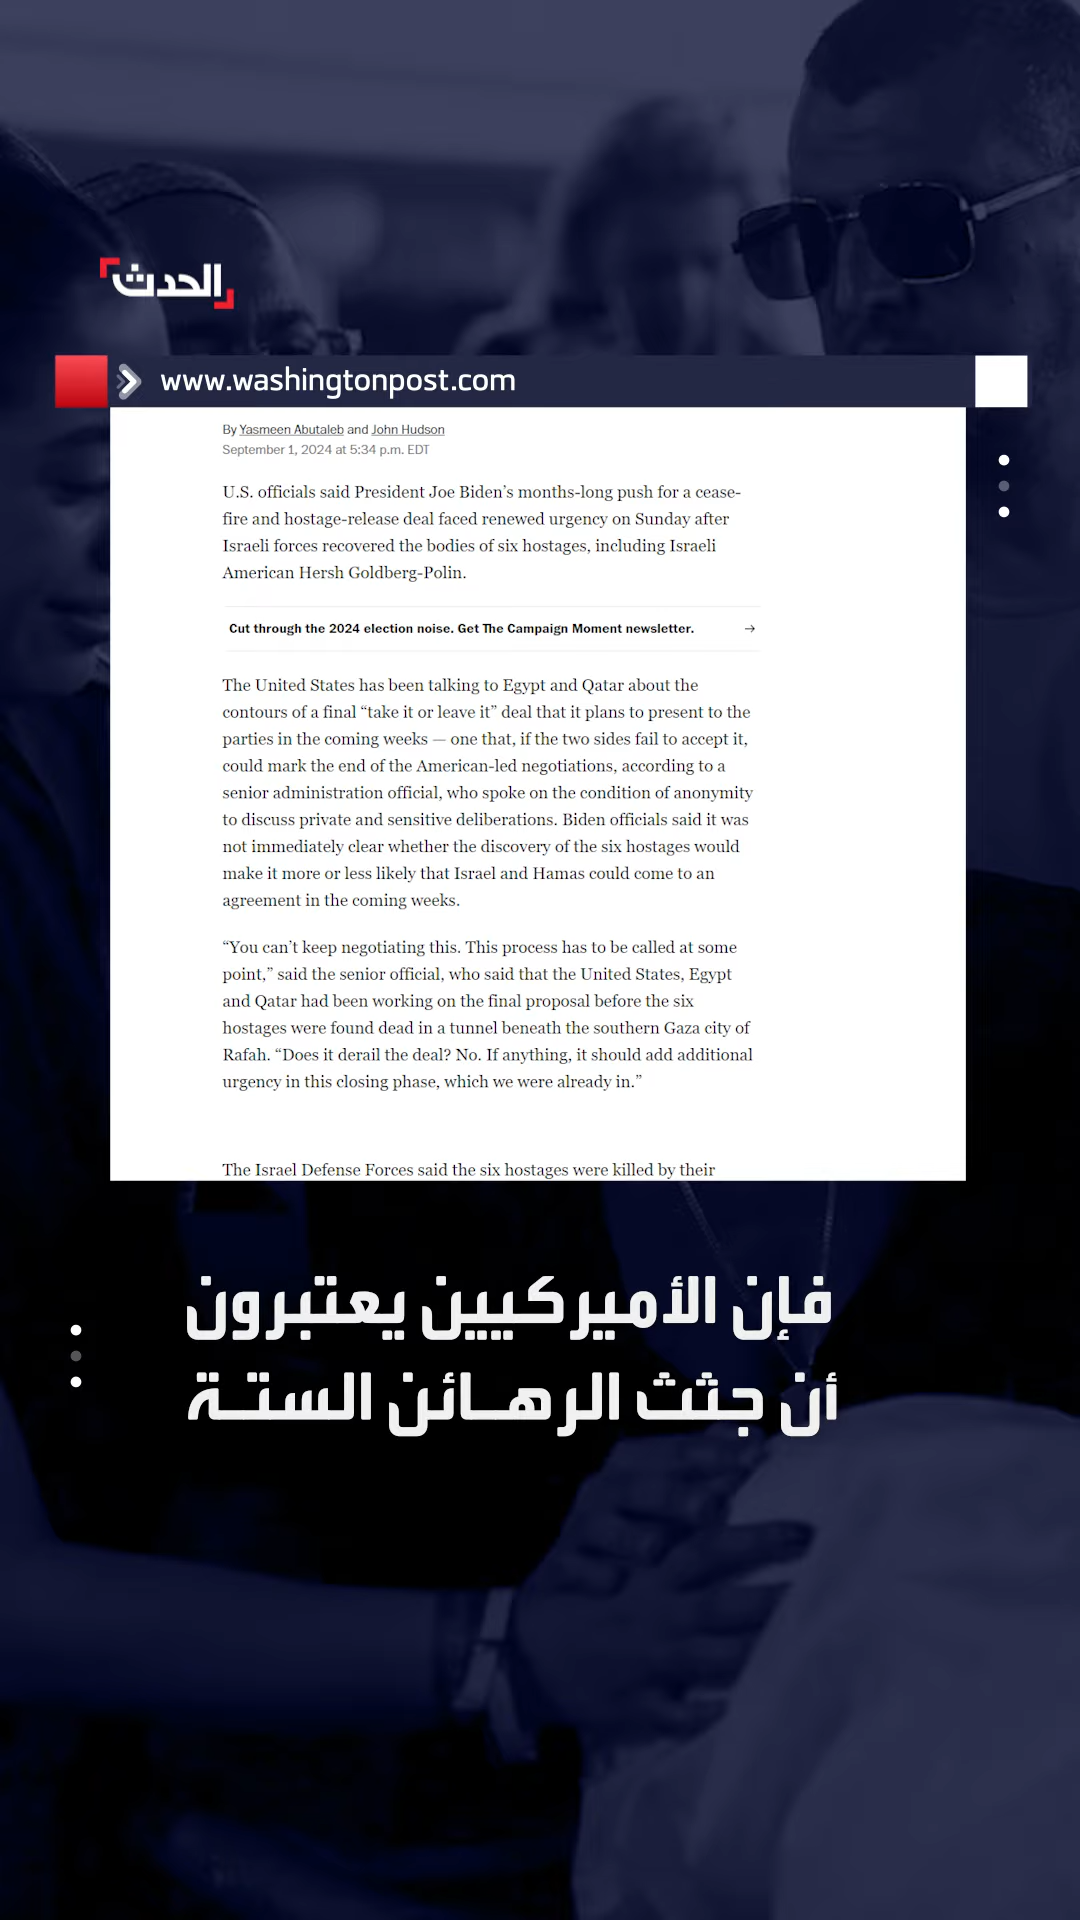 الحدث
www.washingtonpost.com
By Yasmeen Abutaleb and John Hudson
September 1, 2024 at 5:34 p.m. EDT
U.S. officials said President Joe Biden’s months-long push for a cease-
fire and hostage-release deal faced renewed urgency on Sunday after
Israeli forces recovered the bodies of six hostages, including Israeli
American Hersh Goldberg-Polin.
Cut through the 2024 election noise. Get The Campaign Moment newsletter. →
The United States has been talking to Egypt and Qatar about the
contours of a final “take it or leave it” deal that it plans to present to the
parties in the coming weeks — one that, if the two sides fail to accept it,
could mark the end of the American-led negotiations, according to a
senior administration official, who spoke on the condition of anonymity
to discuss private and sensitive deliberations. Biden officials said it was
not immediately clear whether the discovery of the six hostages would
make it more or less likely that Israel and Hamas could come to an
agreement in the coming weeks.
“You can’t keep negotiating this. This process has to be called at some
point,” said the senior official, who said that the United States, Egypt
and Qatar had been working on the final proposal before the six
hostages were found dead in a tunnel beneath the southern Gaza city of
Rafah. “Does it derail the deal? No. If anything, it should add additional
urgency in this closing phase, which we were already in.”
The Israel Defense Forces said the six hostages were killed by their
فإن الأميركيين يعتبرون
أن جثث الرهـائن الستـة